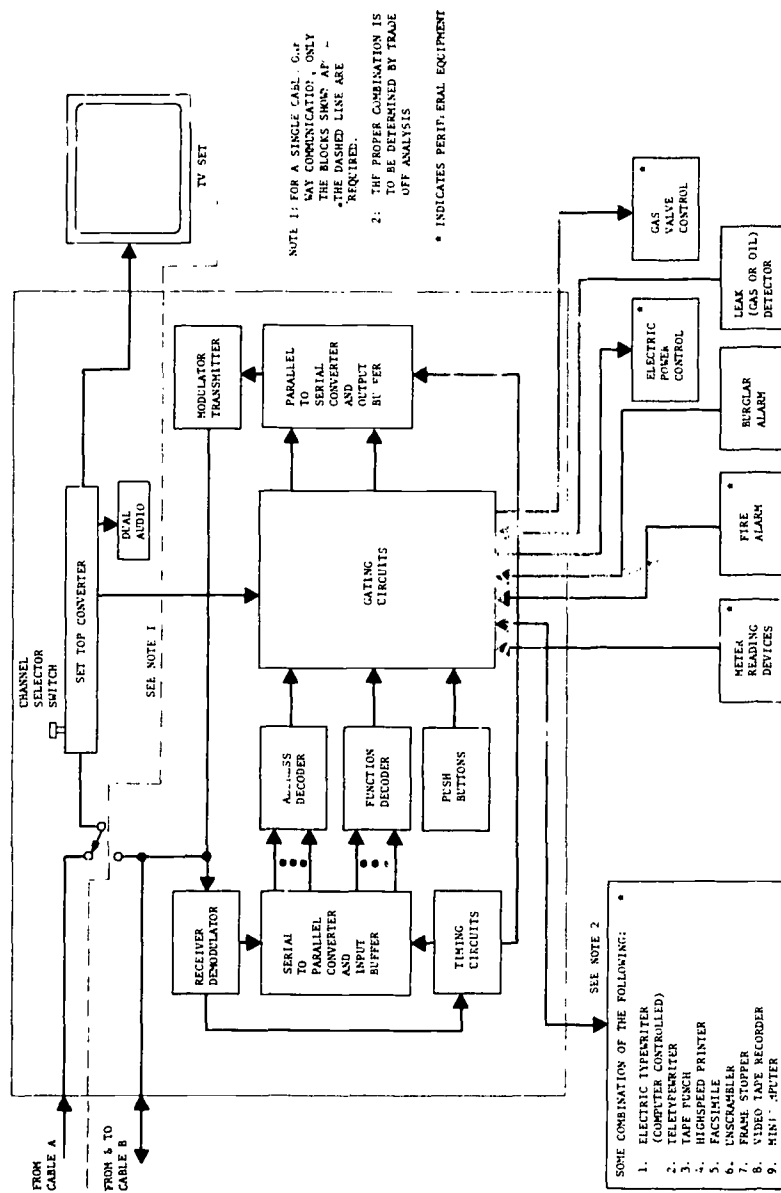 CHANNEL
SELECTOR
SWITCH
SET TOP CONVERTER
DUAL
AUDIO
TV SET
FROM
CABLE A
SEE NOTE 1
FROM & TO
CABLE B
RECEIVER
DEMODULATOR
MODULATOR
TRANSMITTER
SERIAL
TO
PARALLEL
CONVERTER
AND
INPUT
BUFFER
DECODER
FUNCTION
DECODER
PUSH
BUTTONS
TIMING
CIRCUITS
GATING
CIRCUITS
PARALLEL
TO
SERIAL
CONVERTER
AND
OUTPUT
NOTE 1: FOR A SINGLE
WAY COMMUNICATION, ONLY
THE BLOCKS SHOWN
THE DASHED LINE ARE
REQUIRED.
2: THE PROPER COMBINATION IS
TO BE DETERMINED BY TRADE
OFF ANALYSIS
* INDICATES EQUIPMENT
SEE NOTE 2
SOME COMBINATION OF THE FOLLOWING: *
1. ELECTRIC TYPEWRITER
(COMPUTER CONTROLLED)
2. TELETYPEWRITER
3. TAPE PUNCH
4. HIGHSPEED PRINTER
5. FACSIMILE
6. UNSCRAMBLER
7. FRAME STOPPER
8. VIDEO TAPE RECORDER
9.
METER *
READING
DEVICES
FIRE *
ALARM
BURGLAR
ALARM
ELECTRIC *
POWER
CONTROL
LEAK
(GAS OR OIL)
DETECTOR
GAS *
VALVE
CONTROL